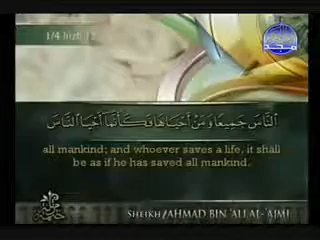 1/4 hizb 12
النَّاسَ جَمِيعًا وَمَنْ أَحْيَاهَا فَكَأَنَّمَا أَحْيَا النَّاسَ
all mankind; and whoever saves a life, it shall
be as if he has saved all mankind.
SHEIKH/AHMAD BIN 'ALI AL-'AJMI